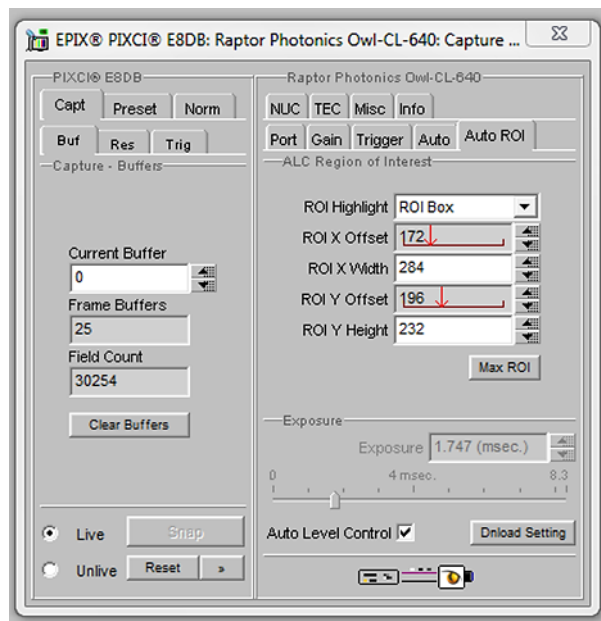 EPIX® PIXCI® E8DB: Raptor Photonics Owl-CL-640: Capture ...
PIXCI® E8DB
Capt Preset Norm
Buf Res Trig
Capture - Buffers
Current Buffer
0
Frame Buffers
25
Field Count
30254
Clear Buffers
Live Snap
Unlive Reset »
Raptor Photonics Owl-CL-640
NUC TEC Misc Info
Port Gain Trigger Auto Auto ROI
ALC Region of Interest
ROI Highlight ROI Box
ROI X Offset 172
ROI X Width 284
ROI Y Offset 196
ROI Y Height 232
Max ROI
Exposure
Exposure 1.747 (msec.)
0 4 msec. 8.3
Auto Level Control Dnload Setting